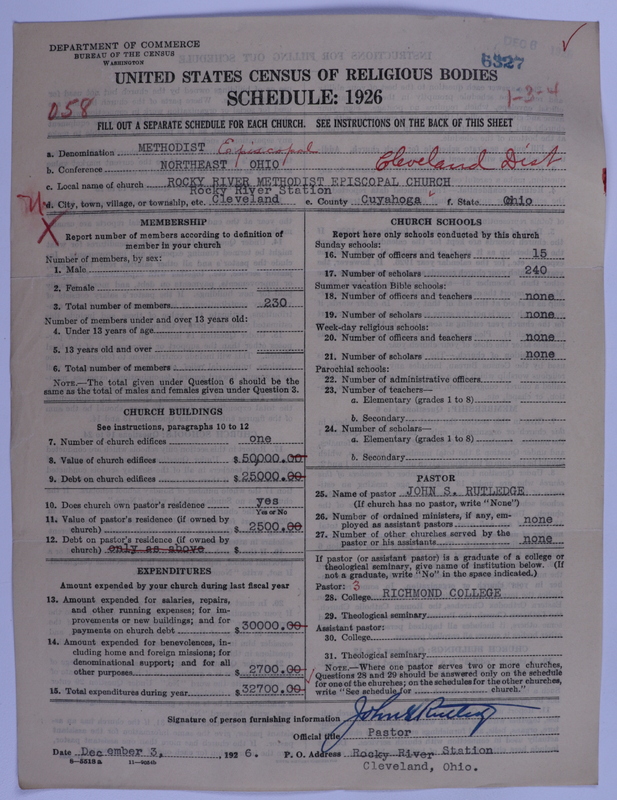 DEPARTMENT OF COMMERCE
BUREAU OF THE CENSUS
WASHINGTON
6327
UNITED STATES CENSUS OF RELIGIOUS BODIES
SCHEDULE: 1926
058
1-3-4
FILL OUT A SEPARATE SCHEDULE FOR EACH CHURCH. SEE INSTRUCTIONS ON THE BACK OF THIS SHEET
a. Denomination METHODIST Episcopal
b. Conference NORTHEAST OHIO Cleveland Dist
c. Local name of church ROCKY RIVER METHODIST EPISCOPAL CHURCH
Rocky River Station
d. City, town, village, or township, etc. Cleveland e. County Cuyahoga f. State Ohio
MEMBERSHIP
Report number of members according to definition of
member in your church
Number of members, by sex:
1. Male
2. Female
3. Total number of members 230
Number of members under and over 13 years old:
4. Under 13 years of age
5. 13 years old and over
6. Total number of members
NOTE.—The total given under Question 6 should be the
same as the total of males and females given under Question 3.
CHURCH BUILDINGS
See instructions, paragraphs 10 to 12
7. Number of church edifices one
8. Value of church edifices $50,000.00
9. Debt on church edifices $25000.00
10. Does church own pastor's residence yes
Yes or No
11. Value of pastor's residence (if owned by
church) $ 2500.00
12. Debt on pastor's residence (if owned by
church) only as above $
EXPENDITURES
Amount expended by your church during last fiscal year
13. Amount expended for salaries, repairs,
and other running expenses; for im-
provements or new buildings; and for
payments on church debt $30000.00
14. Amount expended for benevolences, in-
cluding home and foreign missions; for
denominational support; and for all
other purposes $ 2700.00
15. Total expenditures during year $32700.00
CHURCH SCHOOLS
Report here only schools conducted by this church
Sunday schools:
16. Number of officers and teachers 15
17. Number of scholars 240
Summer vacation Bible schools:
18. Number of officers and teachers none
19. Number of scholars none
Week-day religious schools:
20. Number of officers and teachers none
21. Number of scholars none
Parochial schools:
22. Number of administrative officers
23. Number of teachers—
a. Elementary (grades 1 to 8)
b. Secondary
24. Number of scholars—
a. Elementary (grades 1 to 8)
b. Secondary
PASTOR
25. Name of pastor JOHN S. RUTLEDGE
(If church has no pastor, write "None")
26. Number of ordained ministers, if any, em-
ployed as assistant pastors none
27. Number of other churches served by the
pastor or his assistants none
If pastor (or assistant pastor) is a graduate of a college or
theological seminary, give name of institution below. (If
not a graduate, write "No" in the space indicated.)
Pastor: 3
28. College RICHMOND COLLEGE
29. Theological seminary
Assistant pastor:
30. College
31. Theological seminary
NOTE.—Where one pastor serves two or more churches,
Questions 28 and 29 should be answered only on the schedule
for one of the churches; on the schedules for the other churches,
write "See schedule for church."
Signature of person furnishing information John S Rutledge
Official title Pastor
Date December 3, 1926. P. O. Address Rocky River Station
8-5518a 11-9024b Cleveland, Ohio.